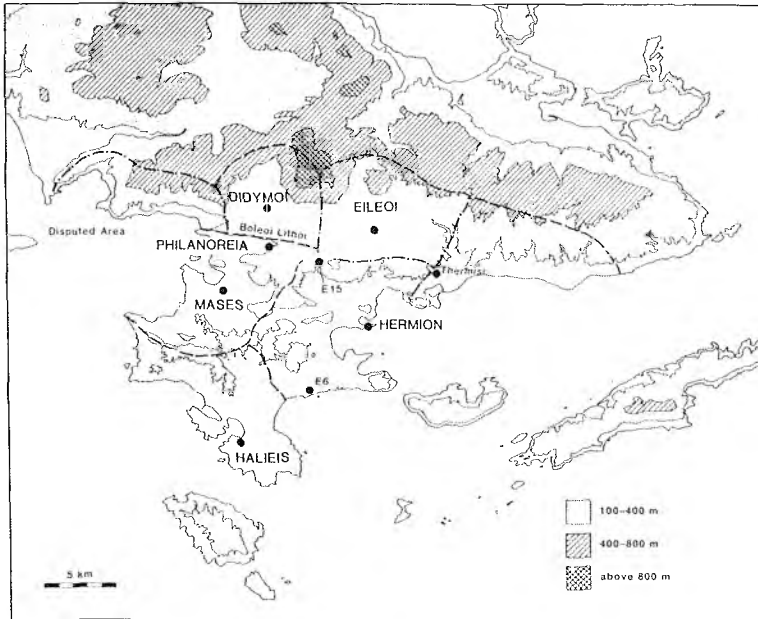 DIDYMOI
EILEOI
Disputed Area
Boleoi Lithoi
PHILANOREIA
E15
Thermisi
MASES
HERMION
E6
HALIEIS
100-400 m
400-800 m
above 800 m
5 km